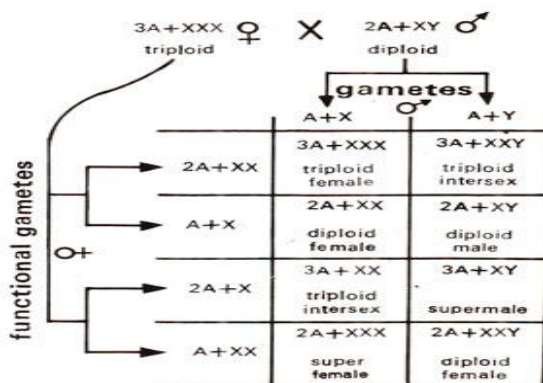 3A+XXX ♀ X 2A+XY ♂
triploid diploid
gametes
♂
A+X A+Y
functional gametes
♀
2A+XX
3A+XXX
triploid
female
3A+XXY
triploid
intersex
A+X
2A+XX
diploid
female
2A+XY
diploid
male
2A+X
3A+XX
triploid
intersex
3A+XY
supermale
A+XX
2A+XXX
super
female
2A+XXY
diploid
female